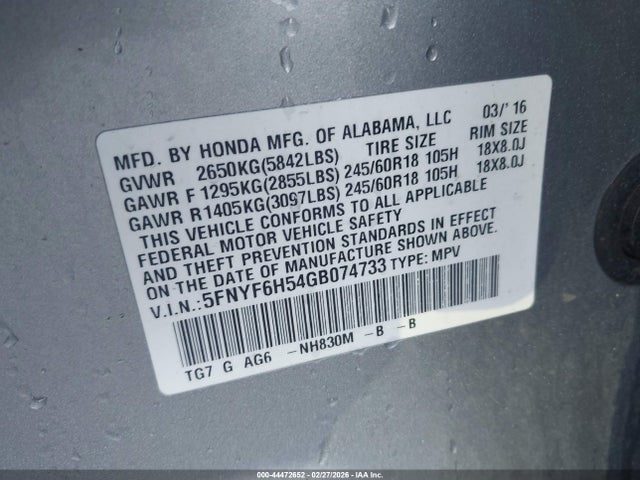 MFD. BY HONDA MFG. OF ALABAMA, LLC 03/'16
GVWR 2650KG(5842LBS) TIRE SIZE RIM SIZE
GAWR F 1295KG(2855LBS) 245/60R18 105H 18X8.0J
GAWR R1405KG(3097LBS) 245/60R18 105H 18X8.0J
THIS VEHICLE CONFORMS TO ALL APPLICABLE
FEDERAL MOTOR VEHICLE SAFETY
AND THEFT PREVENTION STANDARDS IN EFFECT
ON THE DATE OF MANUFACTURE SHOWN ABOVE.
V.I.N.: 5FNYF6H54GB074733 TYPE: MPV
TG7 G AG6 -NH830M -B -B
000-44472652 - 02/27/2026 - IAA Inc.